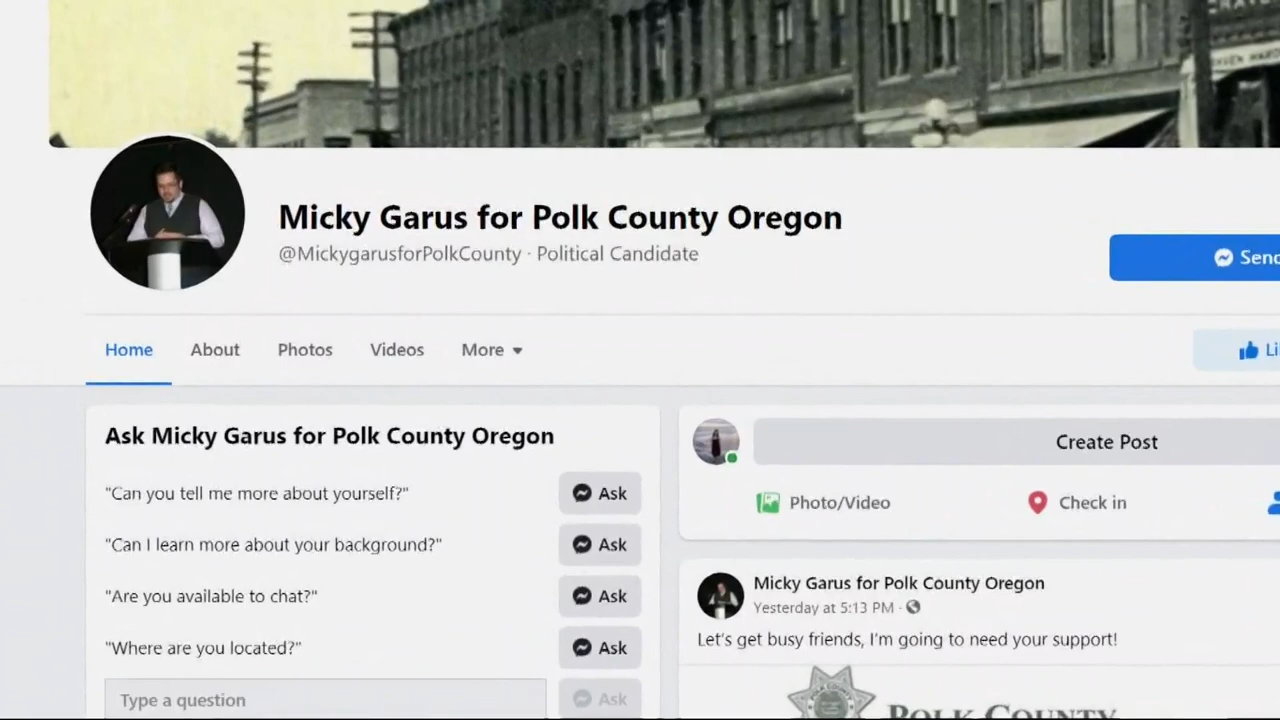 Micky Garus for Polk County Oregon
@MickygarusforPolkCounty · Political Candidate
Home About Photos Videos More
Ask Micky Garus for Polk County Oregon
"Can you tell me more about yourself?" Ask
"Can I learn more about your background?" Ask
"Are you available to chat?" Ask
"Where are you located?" Ask
Type a question Ask
Create Post
Photo/Video Check in
Micky Garus for Polk County Oregon
Yesterday at 5:13 PM ·
Let's get busy friends, I'm going to need your support!
POLK COUNTY